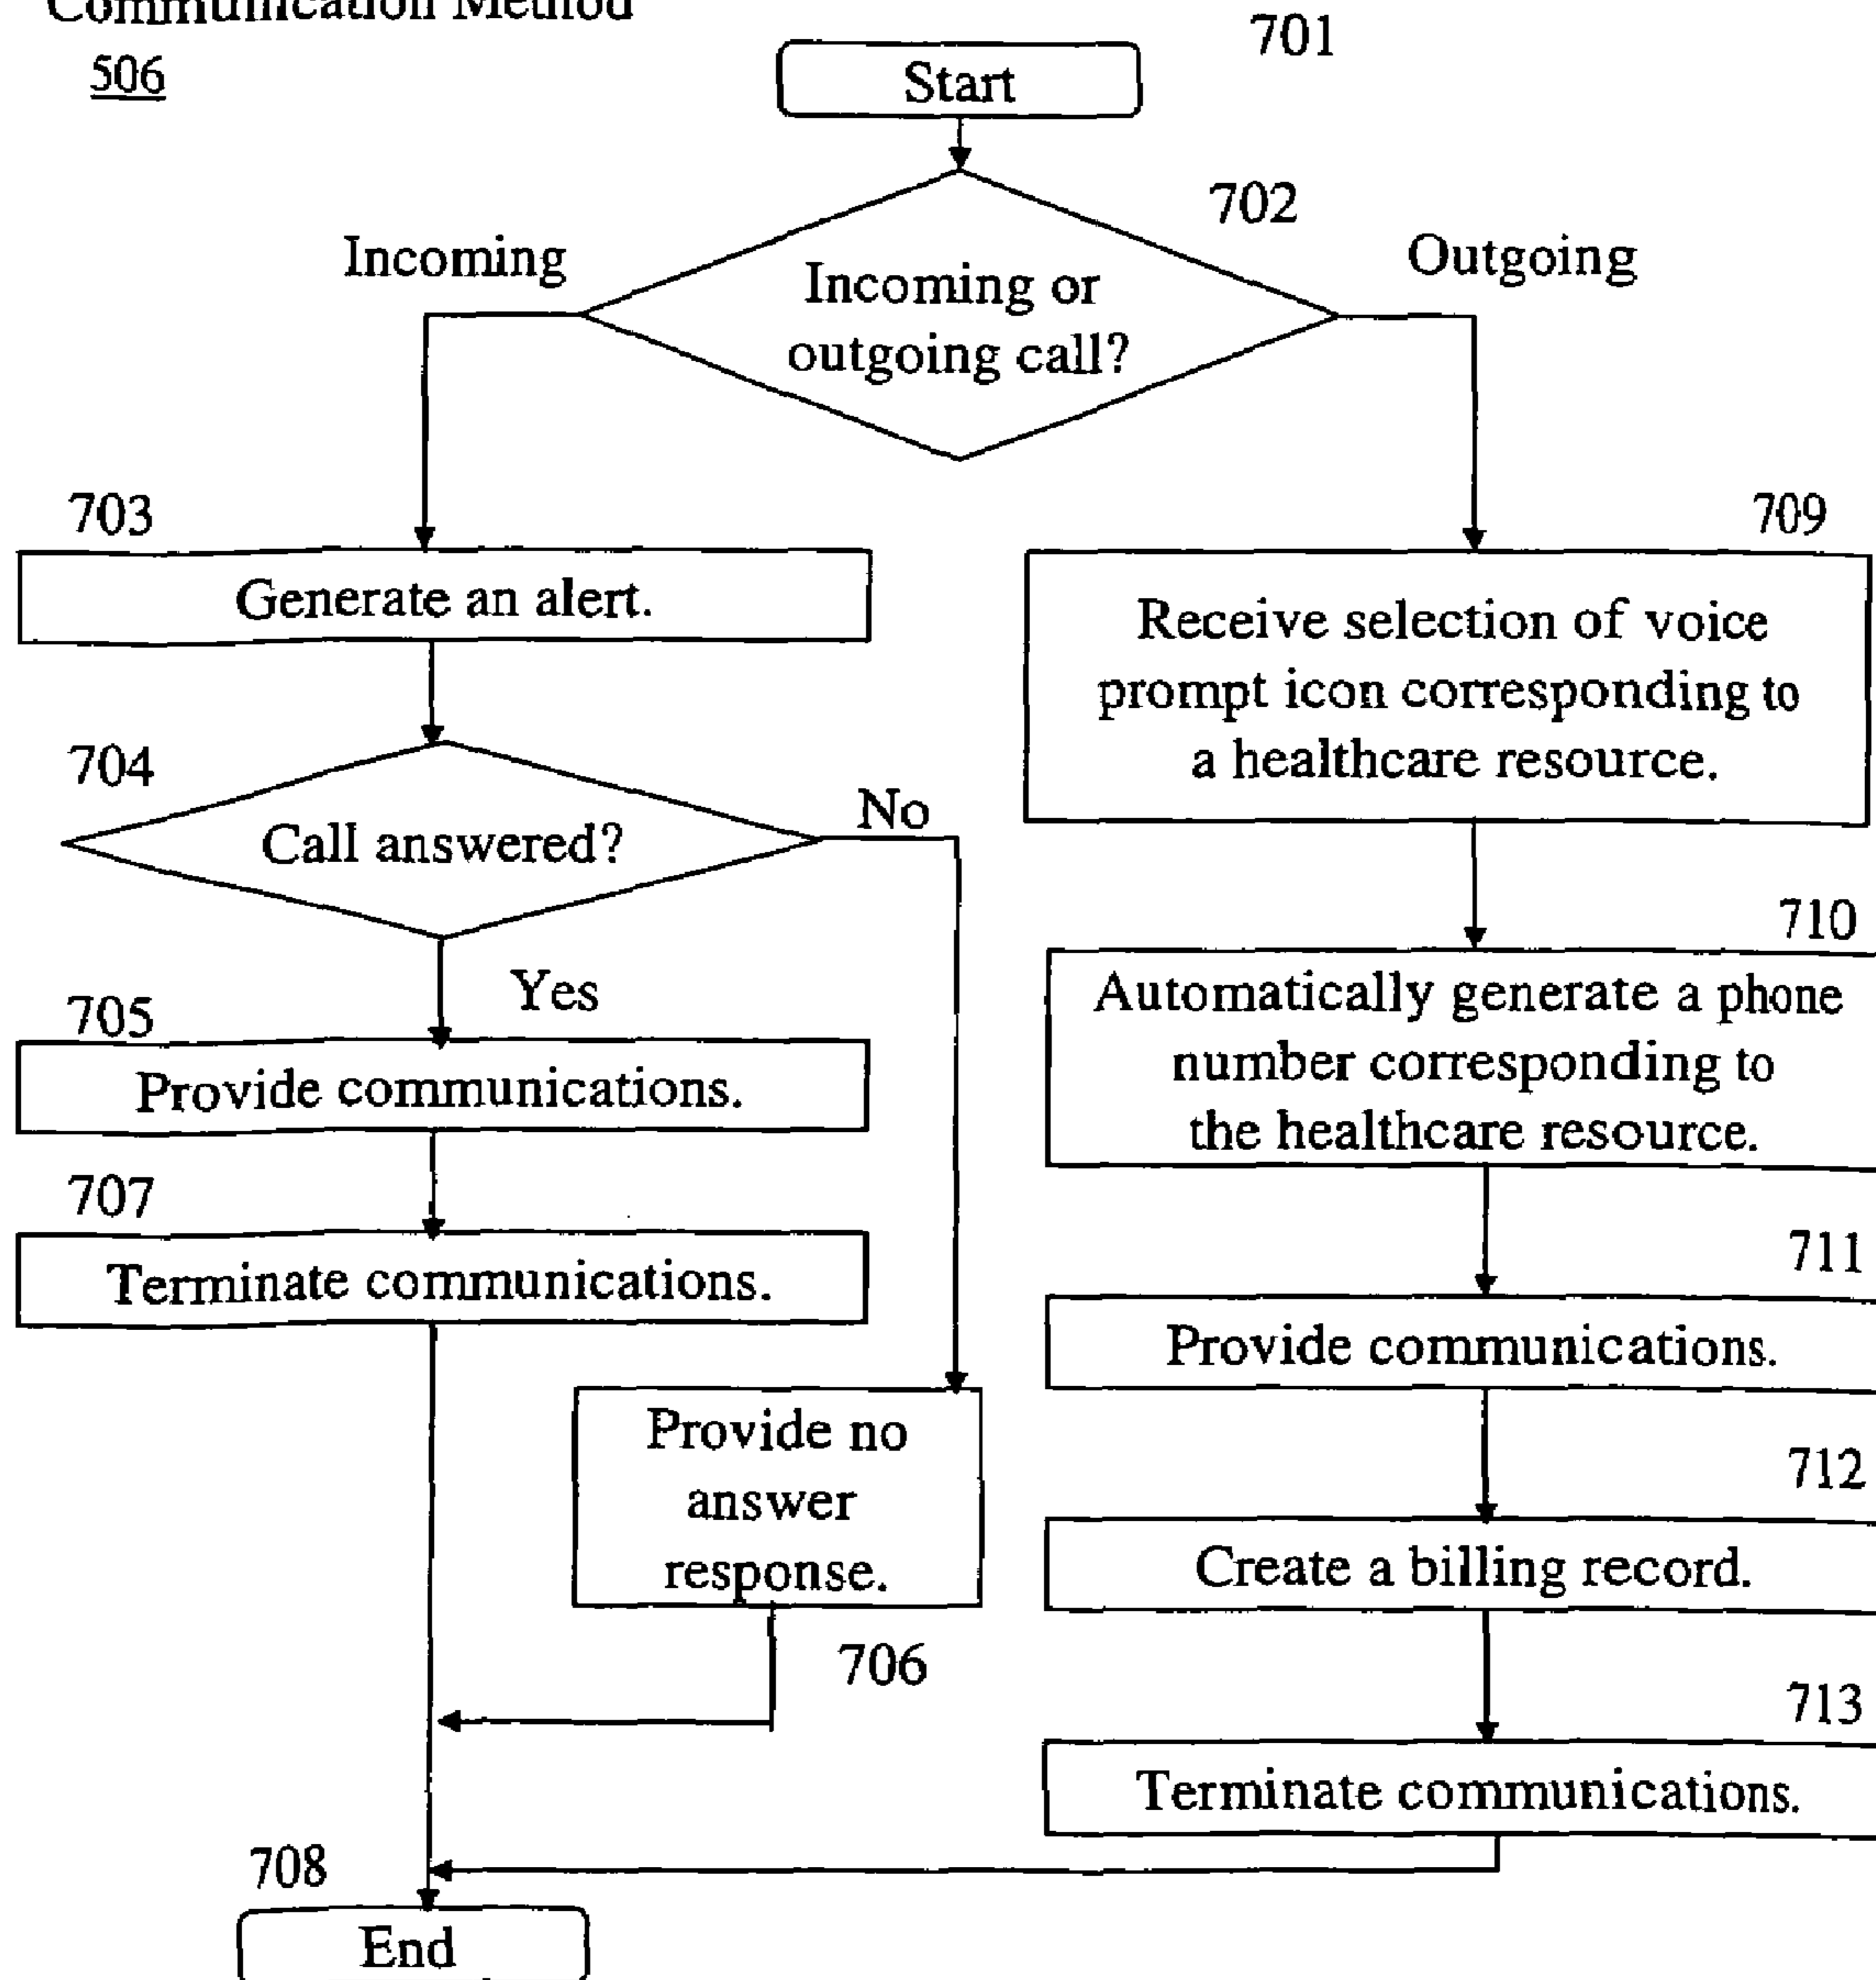 Communication Method
506
701
Start
702
Incoming
Outgoing
Incoming or
outgoing call?
703
Generate an alert.
704
Call answered?
No
Yes
705
Provide communications.
707
Terminate communications.
Provide no
answer
response.
706
709
Receive selection of voice
prompt icon corresponding to
a healthcare resource.
710
Automatically generate a phone
number corresponding to
the healthcare resource.
711
Provide communications.
712
Create a billing record.
713
Terminate communications.
708
End